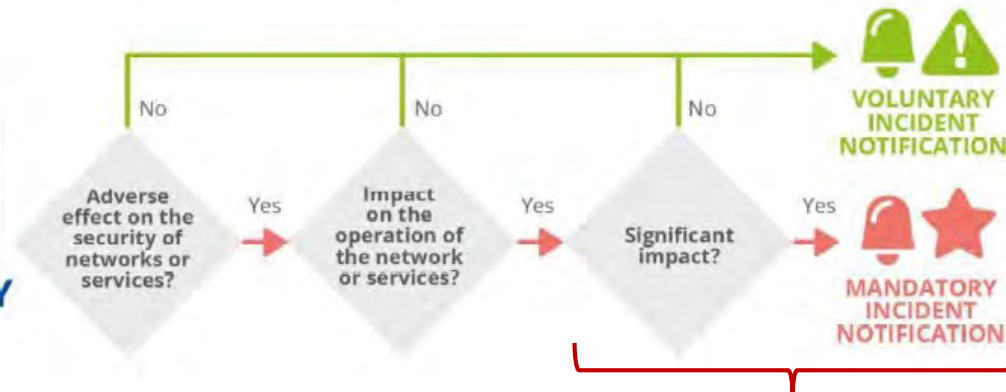 No
No
No
VOLUNTARY
INCIDENT
NOTIFICATION
Adverse
effect on the
security of
networks or
services?
Yes
Impact
on the
operation of
the network
or services?
Yes
Significant
impact?
Yes
MANDATORY
INCIDENT
NOTIFICATION
Y